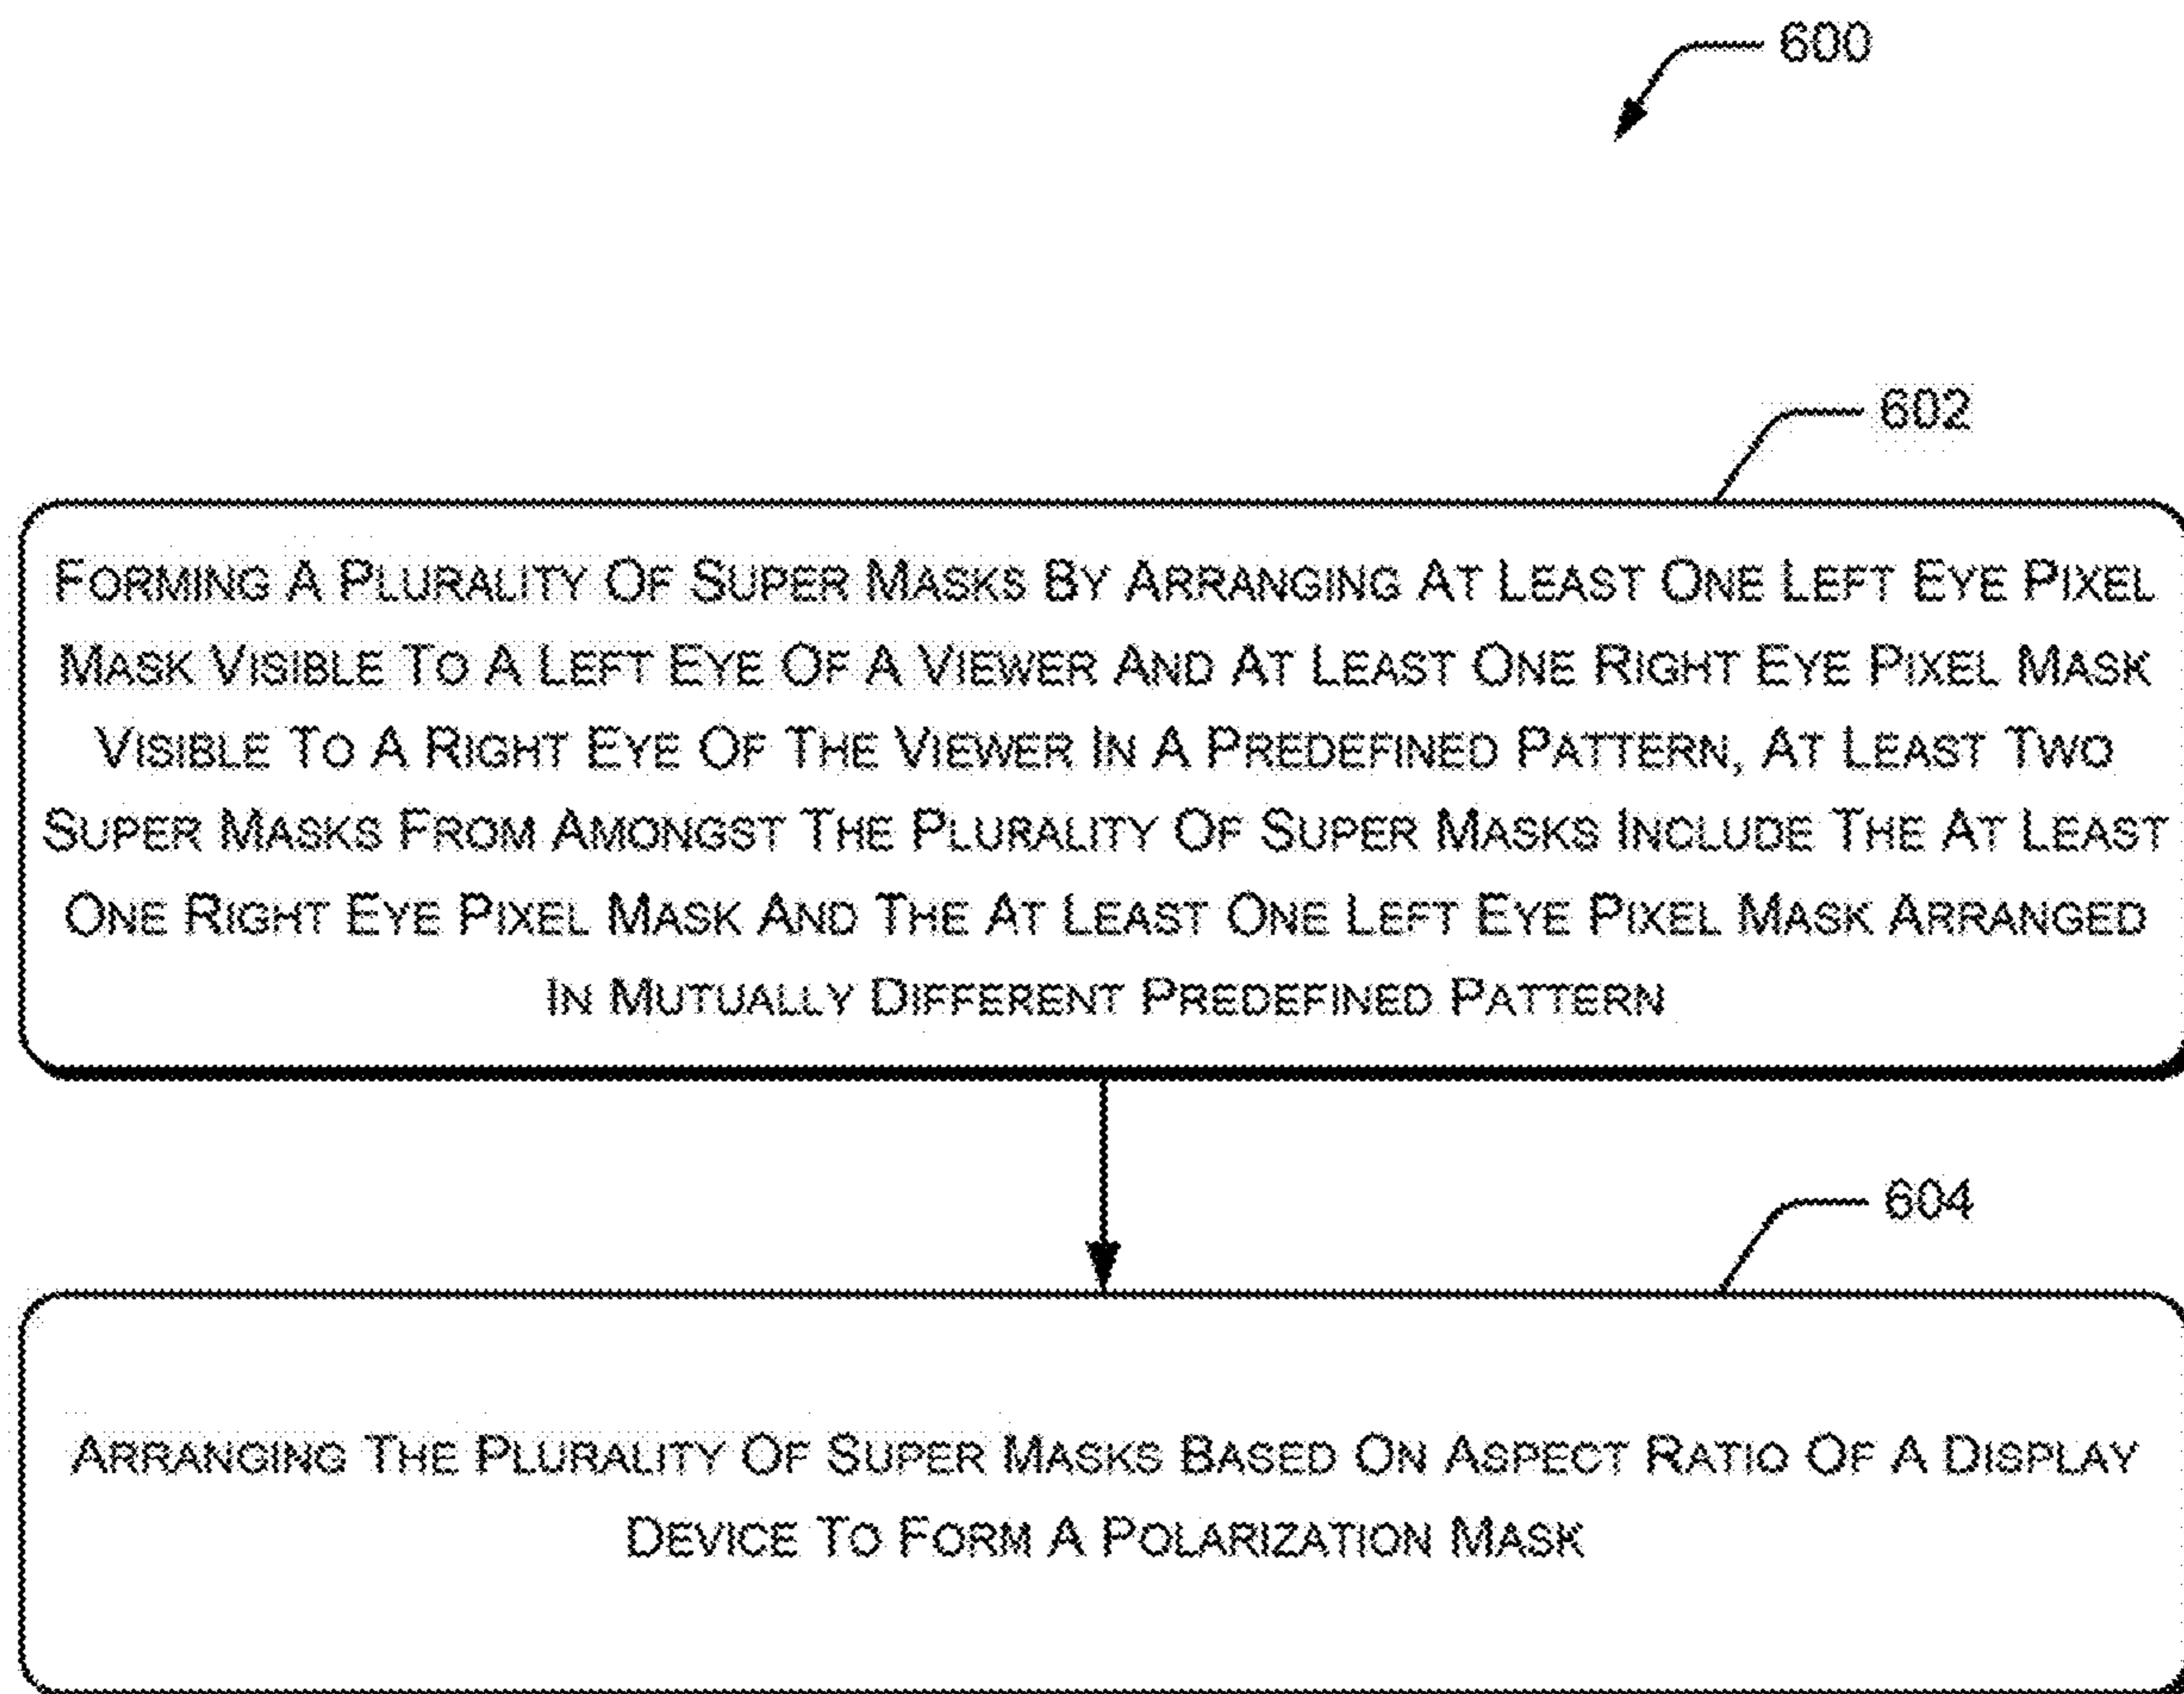 600
602
FORMING A PLURALITY OF SUPER MASKS BY ARRANGING AT LEAST ONE LEFT EYE PIXEL
MASK VISIBLE TO A LEFT EYE OF A VIEWER AND AT LEAST ONE RIGHT EYE PIXEL MASK
VISIBLE TO A RIGHT EYE OF THE VIEWER IN A PREDEFINED PATTERN, AT LEAST TWO
SUPER MASKS FROM AMONGST THE PLURALITY OF SUPER MASKS INCLUDE THE AT LEAST
ONE RIGHT EYE PIXEL MASK AND THE AT LEAST ONE LEFT EYE PIXEL MASK ARRANGED
IN MUTUALLY DIFFERENT PREDEFINED PATTERN
604
ARRANGING THE PLURALITY OF SUPER MASKS BASED ON ASPECT RATIO OF A DISPLAY
DEVICE TO FORM A POLARIZATION MASK